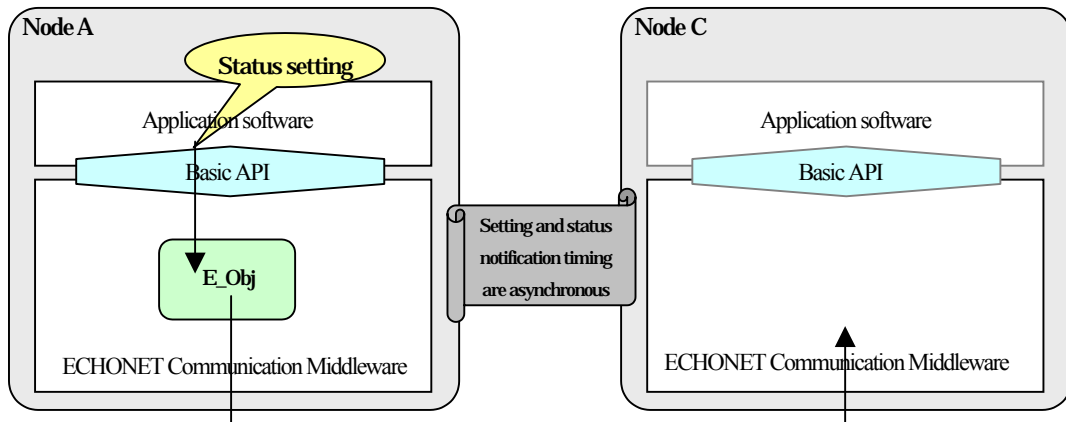 Node A
Status setting
Application software
Basic API
E_Obj
ECHONET Communication Middleware
Setting and status
notification timing
are asynchronous
Node C
Application software
Basic API
ECHONET Communication Middleware